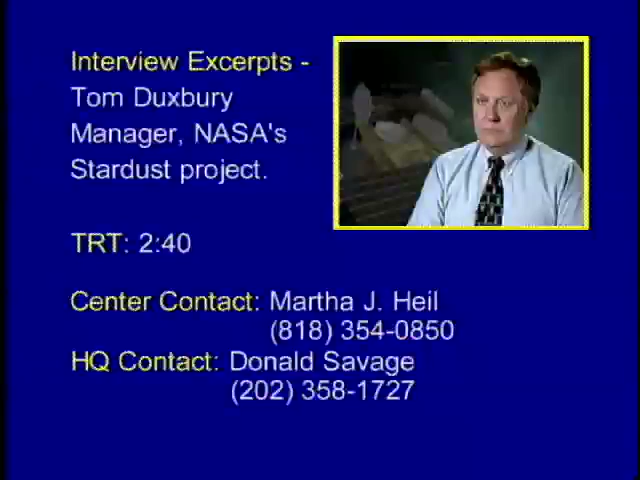 Interview Excerpts -
Tom Duxbury
Manager, NASA's
Stardust project.
TRT: 2:40
Center Contact: Martha J. Heil
(818) 354-0850
HQ Contact: Donald Savage
(202) 358-1727